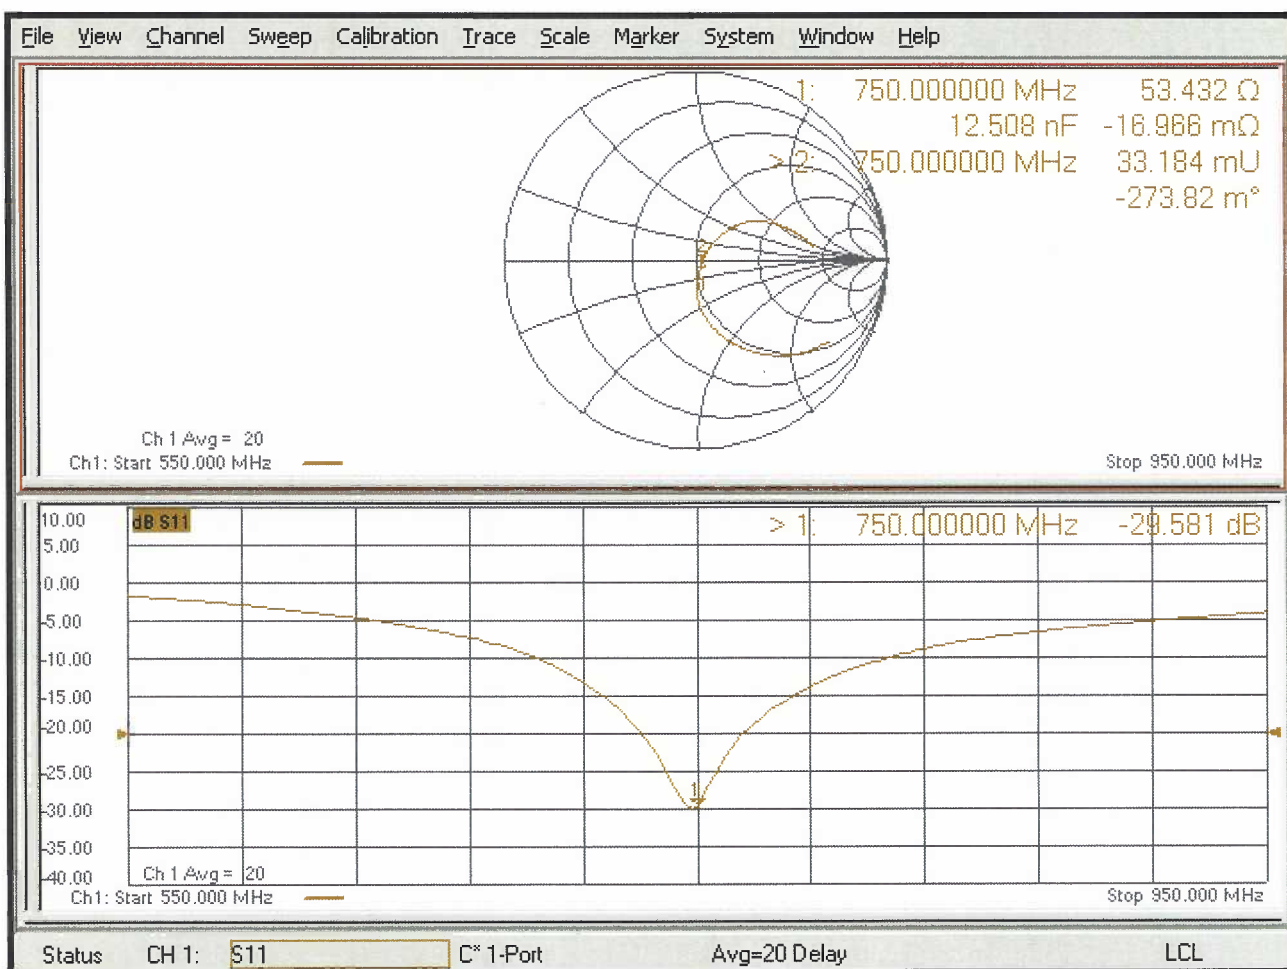 File View Channel Sweep Calibration Trace Scale Marker System Window Help
1: 750.000000 MHz 53.432 Ω
12.508 nF -16.966 mΩ
> 2: 750.000000 MHz 33.184 mU
-273.82 m°
Ch 1 Avg = 20
Ch1: Start 550.000 MHz
Stop 950.000 MHz
10.00
dB S11
> 1: 750.000000 MHz -29.581 dB
5.00
0.00
-5.00
-10.00
-15.00
-20.00
-25.00
1
-30.00
-35.00
-40.00
Ch 1 Avg = 20
Ch1: Start 550.000 MHz
Stop 950.000 MHz
Status CH 1: S11 C* 1-Port Avg=20 Delay LCL